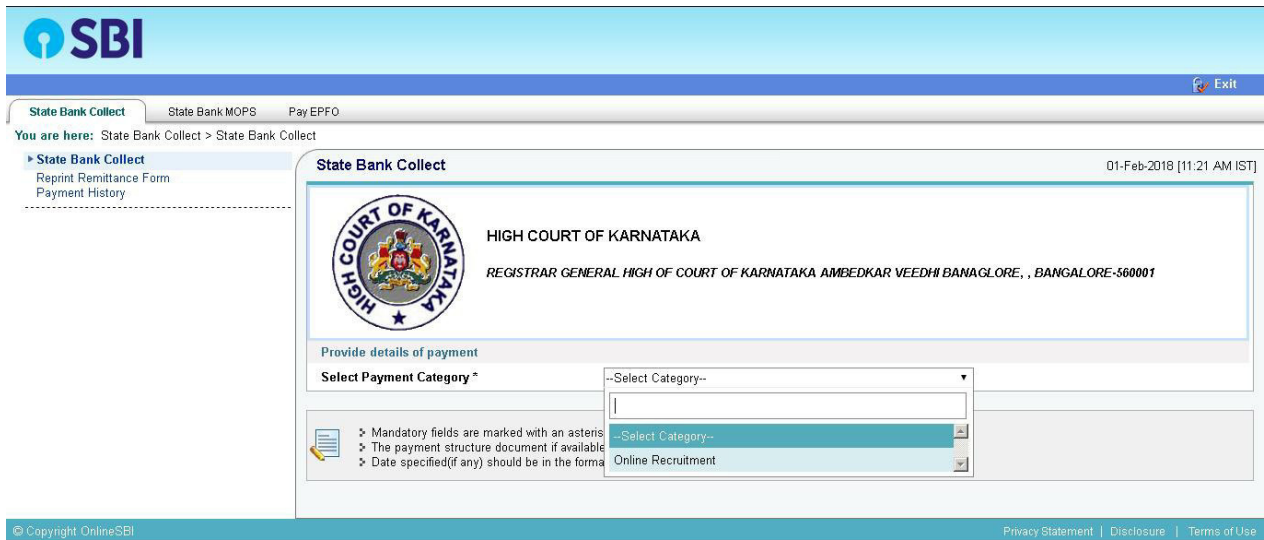 SBI
Exit
State Bank Collect State Bank MOPS Pay EPFO
You are here: State Bank Collect > State Bank Collect
State Bank Collect
Reprint Remittance Form
Payment History
State Bank Collect 01-Feb-2018 [11:21 AM IST]
HIGH COURT OF KARNATAKA
HIGH COURT OF KARNATAKA
REGISTRAR GENERAL HIGH OF COURT OF KARNATAKA AMBEDKAR VEEDHI BANAGLORE, , BANGALORE-560001
Provide details of payment
Select Payment Category * --Select Category--
--Select Category--
Online Recruitment
Mandatory fields are marked with an asteris
The payment structure document if available
Date specified(if any) should be in the forma
© Copyright OnlineSBI Privacy Statement | Disclosure | Terms of Use